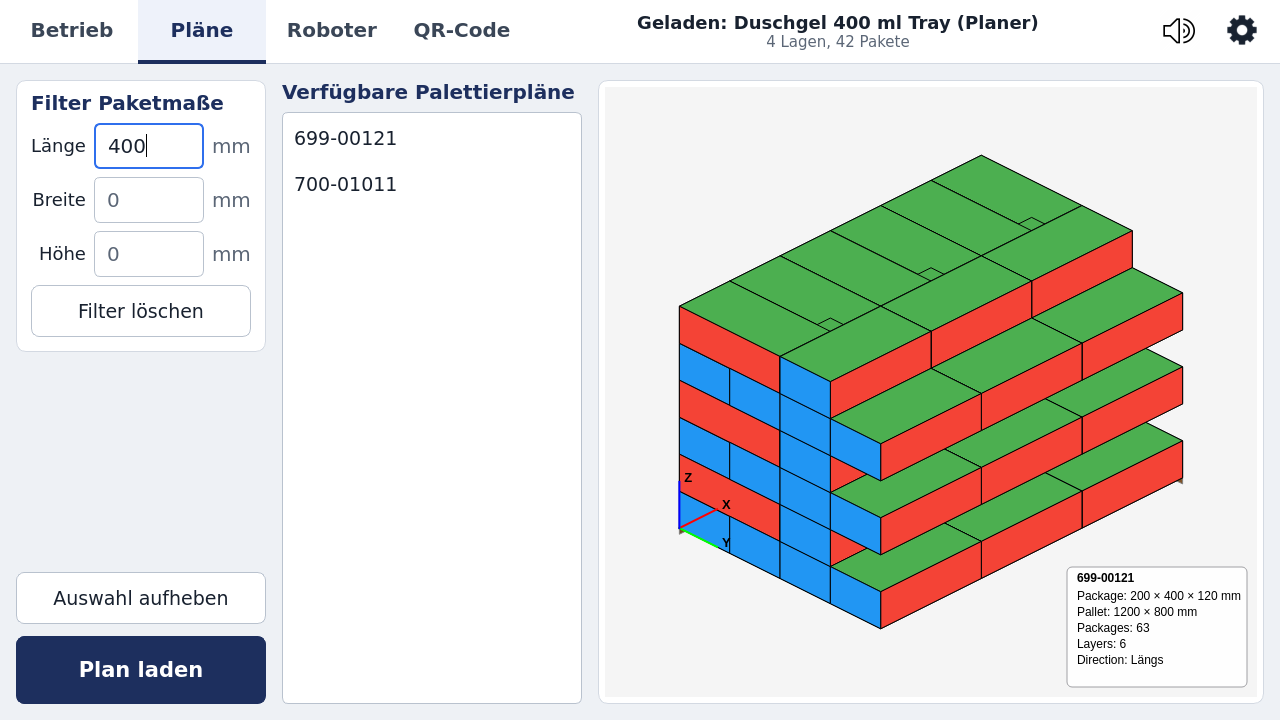 Betrieb
Pläne
Roboter
QR-Code
Geladen: Duschgel 400 ml Tray (Planer)
4 Lagen, 42 Pakete
Filter Paketmaße
Länge 400 mm
Breite 0 mm
Höhe 0 mm
Filter löschen
Auswahl aufheben
Plan laden
Verfügbare Palettierpläne
699-00121
700-01011
Z
X
Y
699-00121
Package: 200 × 400 × 120 mm
Pallet: 1200 × 800 mm
Packages: 63
Layers: 6
Direction: Längs